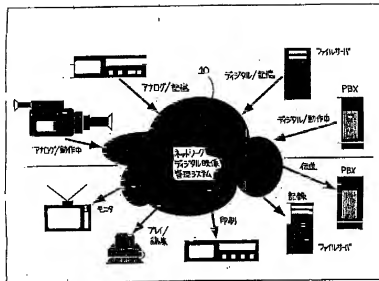 10
アナログ/記憶
ディジタル/記憶
ファイルサーバ
PBX
アナログ/動作中
ディジタル/動作中
ネットワーク
ディジタル映像
管理システム
伝送
PBX
モニタ
記憶
プレイ/
印刷
ファイルサーバ